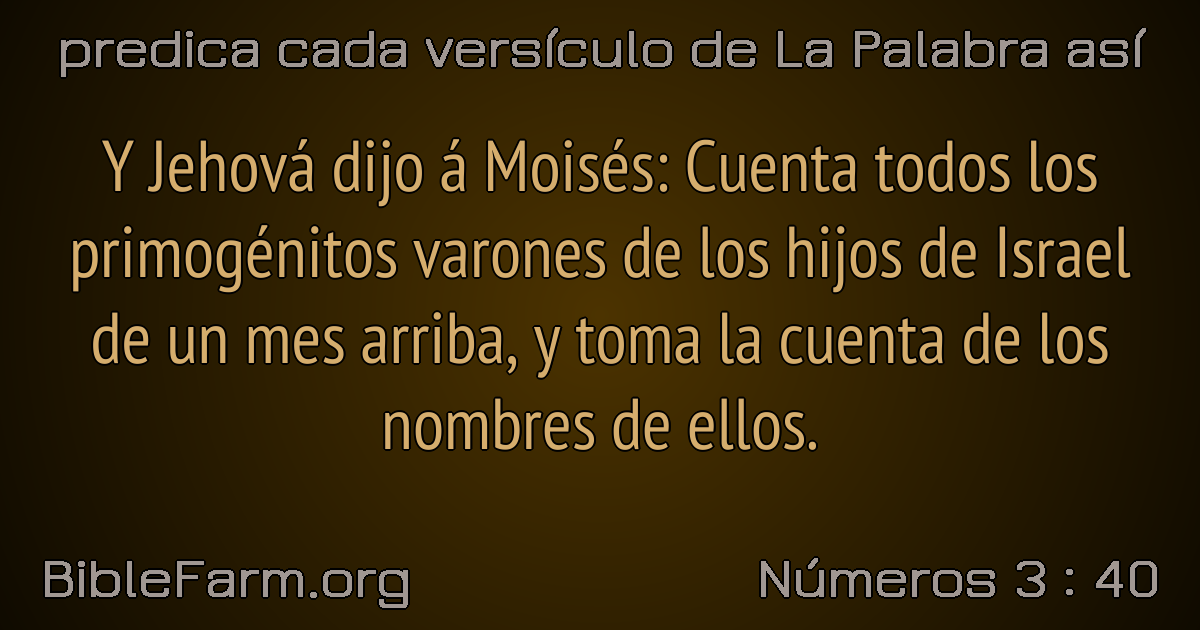 predica cada versículo de La Palabra así
Y Jehová dijo á Moisés: Cuenta todos los
primogénitos varones de los hijos de Israel
de un mes arriba, y toma la cuenta de los
nombres de ellos.
BibleFarm.org
Números 3 : 40